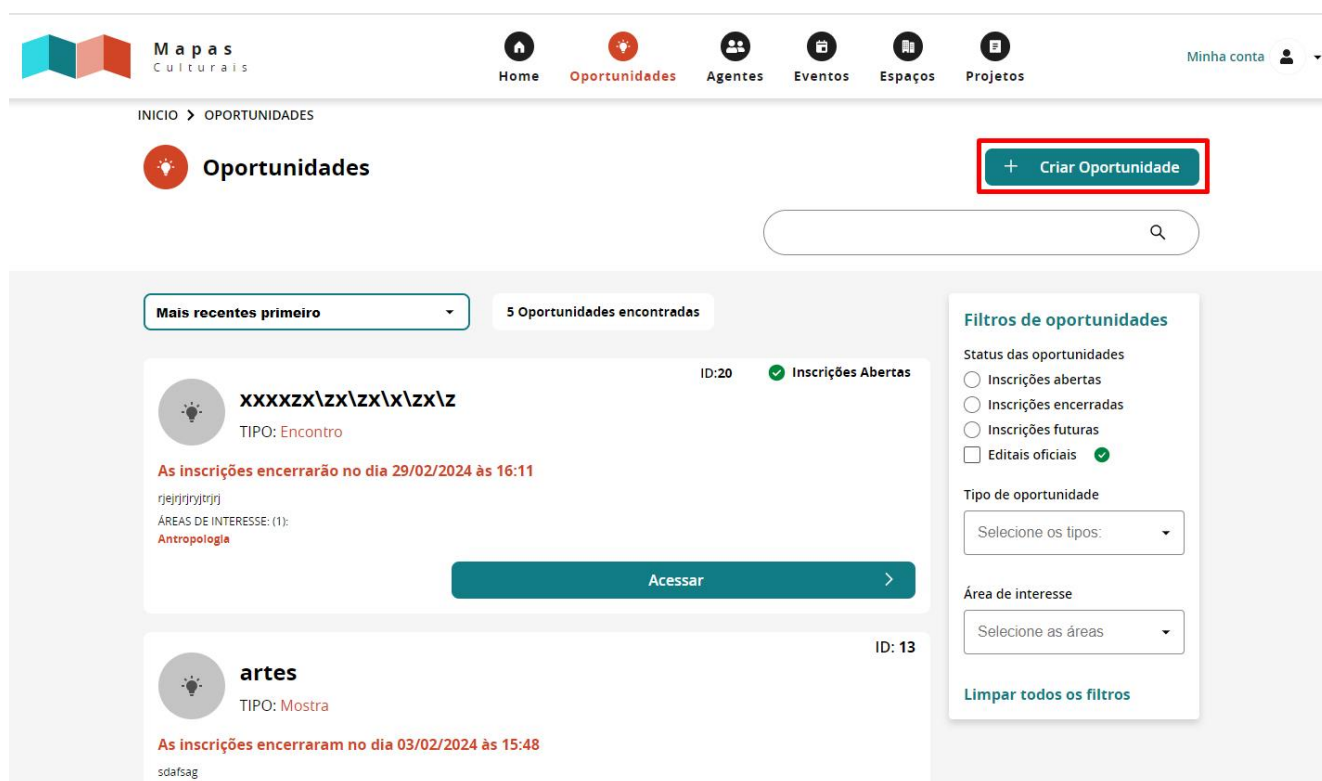 Mapas
Culturais
Home
Oportunidades
Agentes
Eventos
Espaços
Projetos
Minha conta
INICIO > OPORTUNIDADES
Oportunidades
+ Criar Oportunidade
Mais recentes primeiro
5 Oportunidades encontradas
ID:20
Inscrições Abertas
xxxxzx\zx\zx\x\zx\z
TIPO: Encontro
As inscrições encerrarão no dia 29/02/2024 às 16:11
rjejrjrjryjtrjrj
ÁREAS DE INTERESSE: (1):
Antropologia
Acessar
ID: 13
artes
TIPO: Mostra
As inscrições encerraram no dia 03/02/2024 às 15:48
sdafsag
Filtros de oportunidades
Status das oportunidades
Inscrições abertas
Inscrições encerradas
Inscrições futuras
Editais oficiais
Tipo de oportunidade
Selecione os tipos:
Área de interesse
Selecione as áreas
Limpar todos os filtros